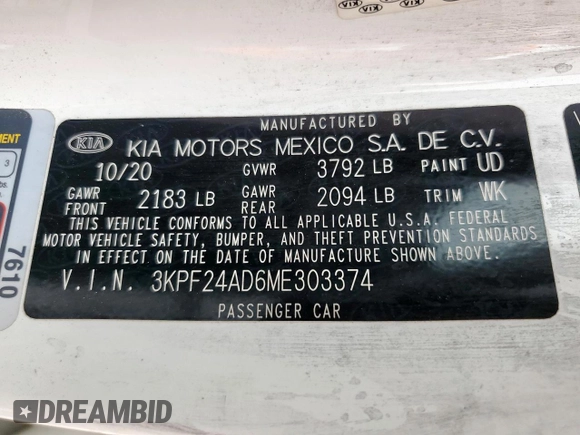 KIA
MANUFACTURED BY
KIA MOTORS MEXICO S.A. DE C.V.
10/20 GVWR 3792 LB PAINT UD
GAWR FRONT 2183 LB GAWR REAR 2094 LB TRIM WK
THIS VEHICLE CONFORMS TO ALL APPLICABLE U.S.A. FEDERAL
MOTOR VEHICLE SAFETY, BUMPER, AND THEFT PREVENTION STANDARDS
IN EFFECT ON THE DATE OF MANUFACTURE SHOWN ABOVE.
V.I.N. 3KPF24AD6ME303374
PASSENGER CAR
3
7610
DREAMBID